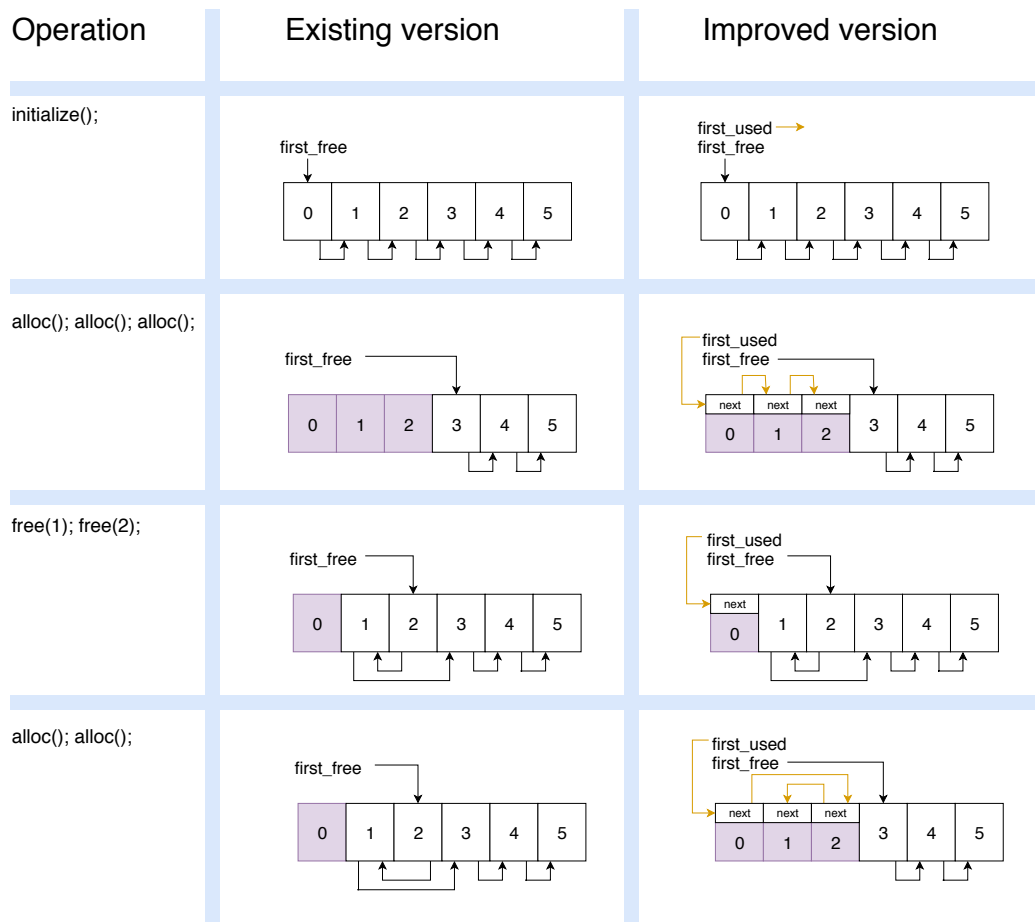 Operation
Existing version
Improved version
initialize();
first_free
0 1 2 3 4 5
first_used
first_free
0 1 2 3 4 5
alloc(); alloc(); alloc();
first_free
0 1 2 3 4 5
first_used
first_free
next next next
0 1 2 3 4 5
free(1); free(2);
first_free
0 1 2 3 4 5
first_used
first_free
next
0 1 2 3 4 5
alloc(); alloc();
first_free
0 1 2 3 4 5
first_used
first_free
next next next
0 1 2 3 4 5